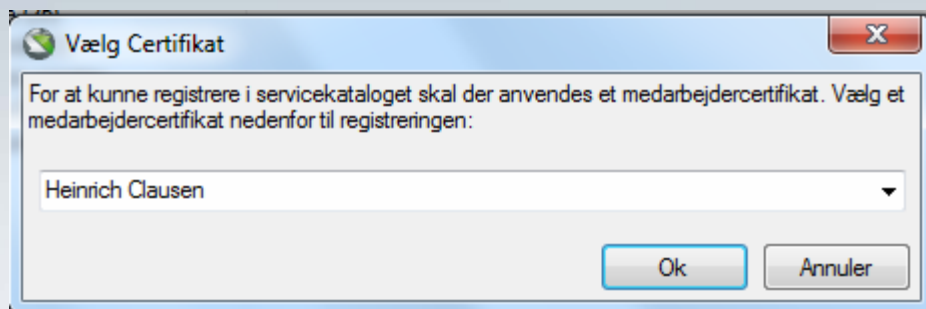 Vælg Certifikat
For at kunne registrere i servicekataloget skal der anvendes et medarbejdercertifikat. Vælg et
medarbejdercertifikat nedenfor til registreringen:
Heinrich Clausen
Ok
Annuler